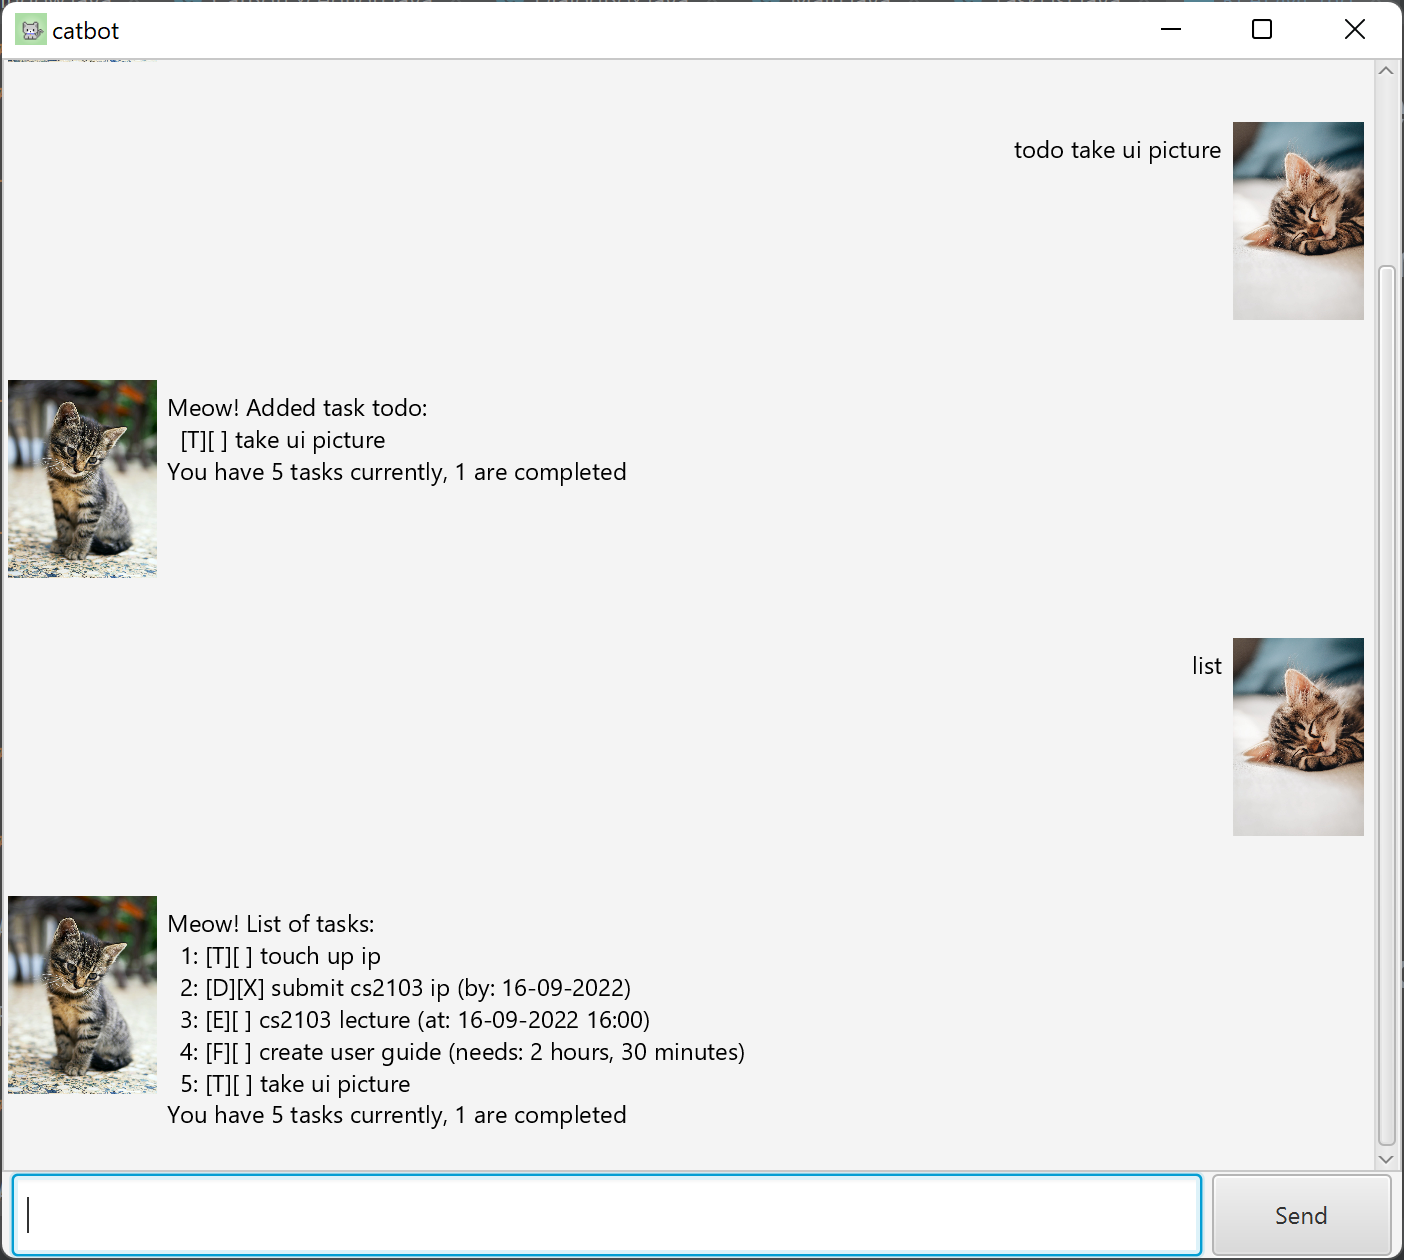 catbot
todo take ui picture
Meow! Added task todo:
[T][ ] take ui picture
You have 5 tasks currently, 1 are completed
list
Meow! List of tasks:
1: [T][ ] touch up ip
2: [D][X] submit cs2103 ip (by: 16-09-2022)
3: [E][ ] cs2103 lecture (at: 16-09-2022 16:00)
4: [F][ ] create user guide (needs: 2 hours, 30 minutes)
5: [T][ ] take ui picture
You have 5 tasks currently, 1 are completed
Send